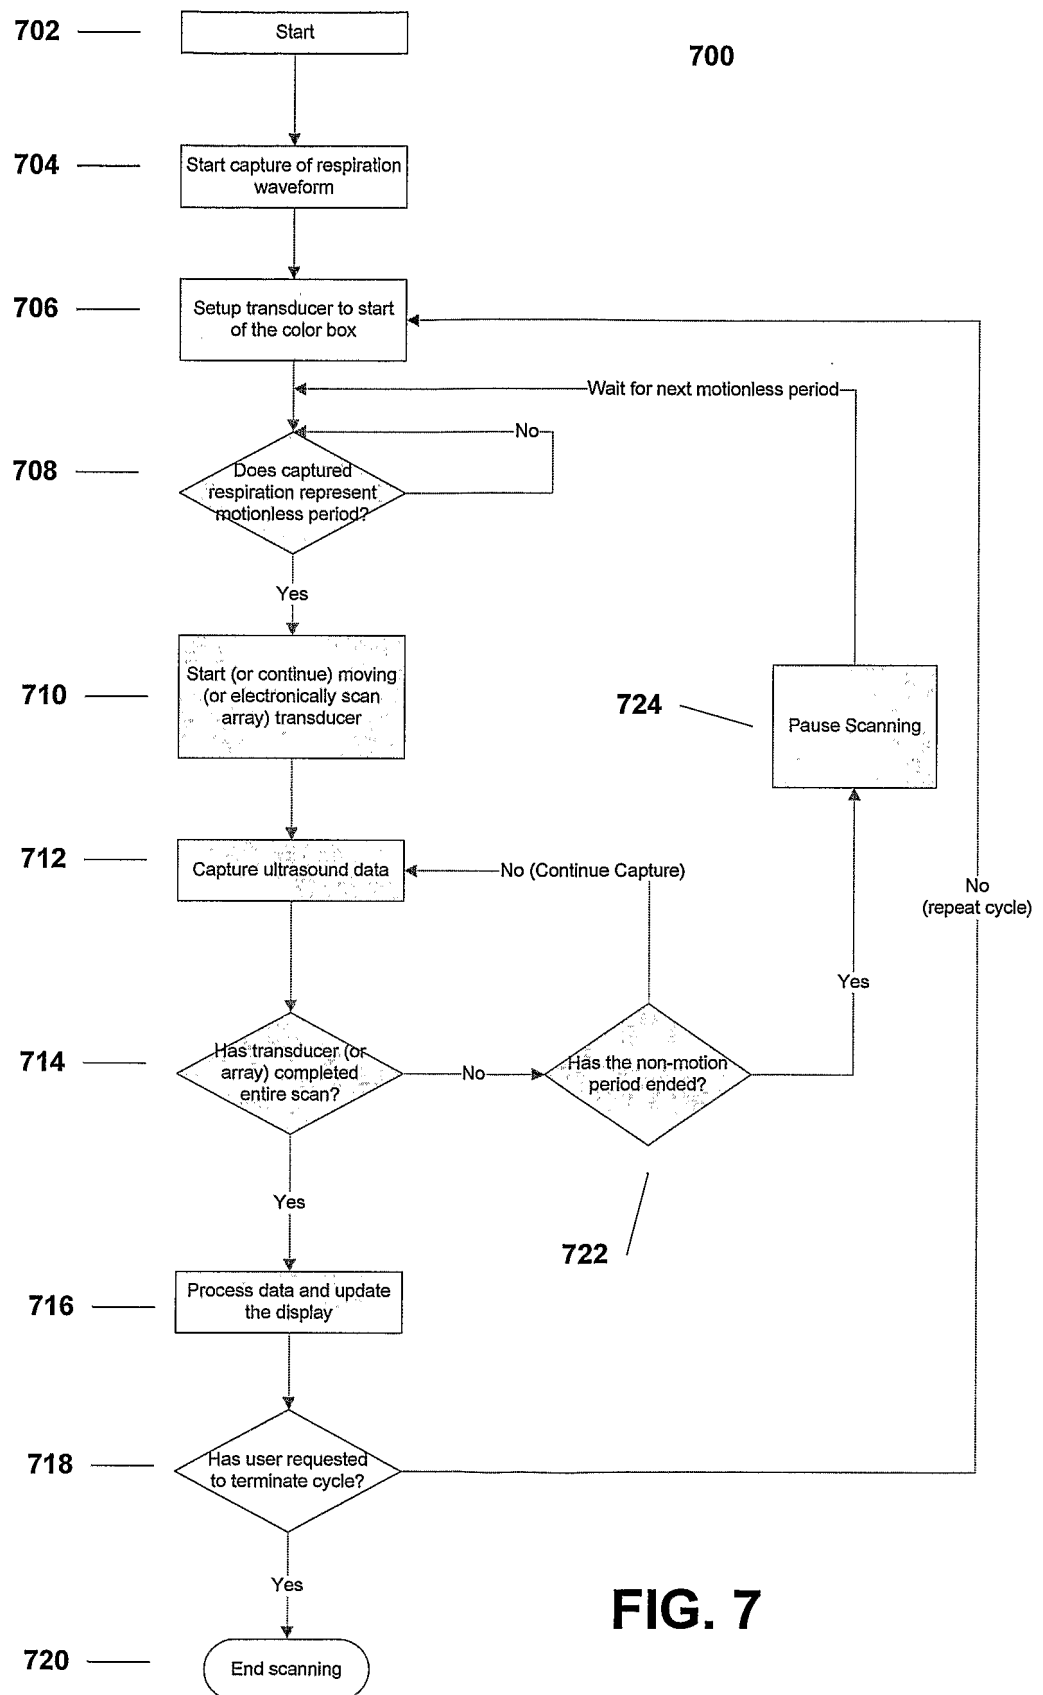 702
Start
700
704
Start capture of respiration
waveform
706
Setup transducer to start
of the color box
Wait for next motionless period
No
708
Does captured
respiration represent
motionless period?
Yes
710
Start (or continue) moving
(or electronically scan
array) transducer
724
Pause Scanning
712
Capture ultrasound data
No (Continue Capture)
No
(repeat cycle)
Yes
714
Has transducer (or
array) completed
entire scan?
No
Has the non-motion
period ended?
Yes
722
716
Process data and update
the display
718
Has user requested
to terminate cycle?
Yes
FIG. 7
720
End scanning